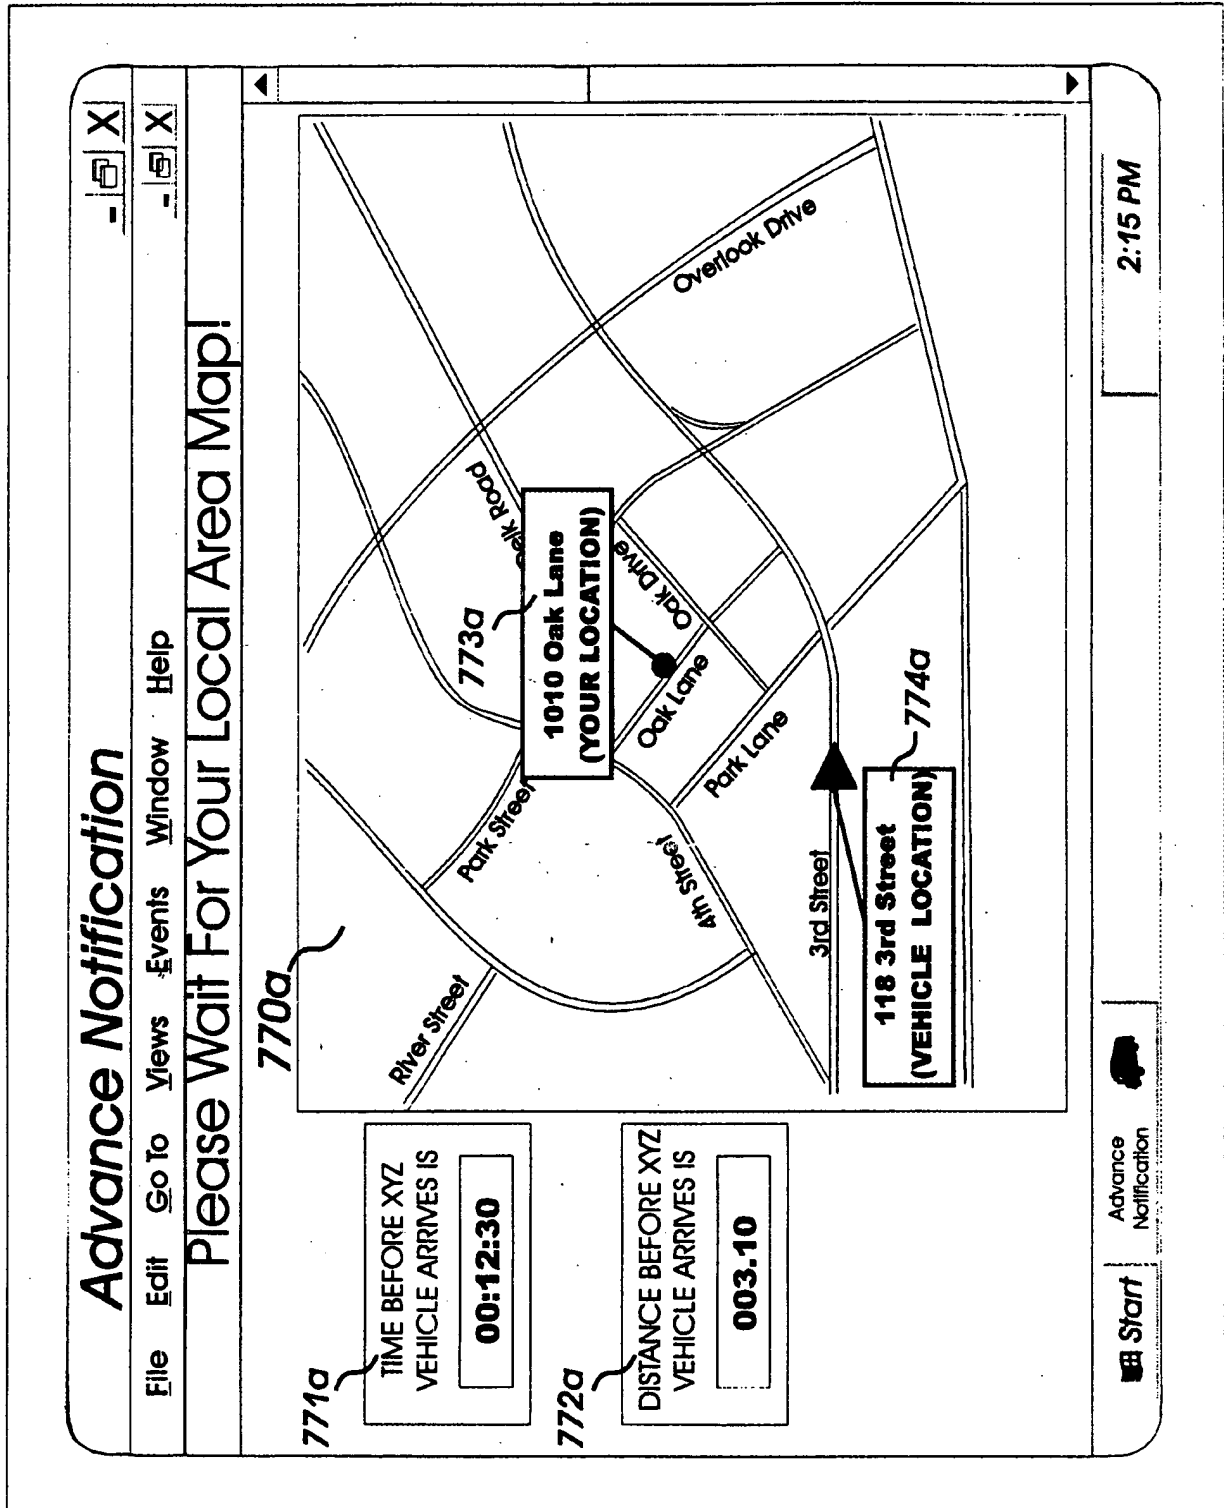 Advance Notification
File Edit Go To Views Events Window Help
Please Wait For Your Local Area Map!
770a
771a
TIME BEFORE XYZ
VEHICLE ARRIVES IS
00:12:30
772a
DISTANCE BEFORE XYZ
VEHICLE ARRIVES IS
003.10
River Street
Park Street
773a
1010 Oak Lane
(YOUR LOCATION)
Road
Oak Drive
Oak Lane
Park Lane
4th Street
Overlook Drive
3rd Street
774a
118 3rd Street
(VEHICLE LOCATION)
Start
Advance
Notification
2:15 PM